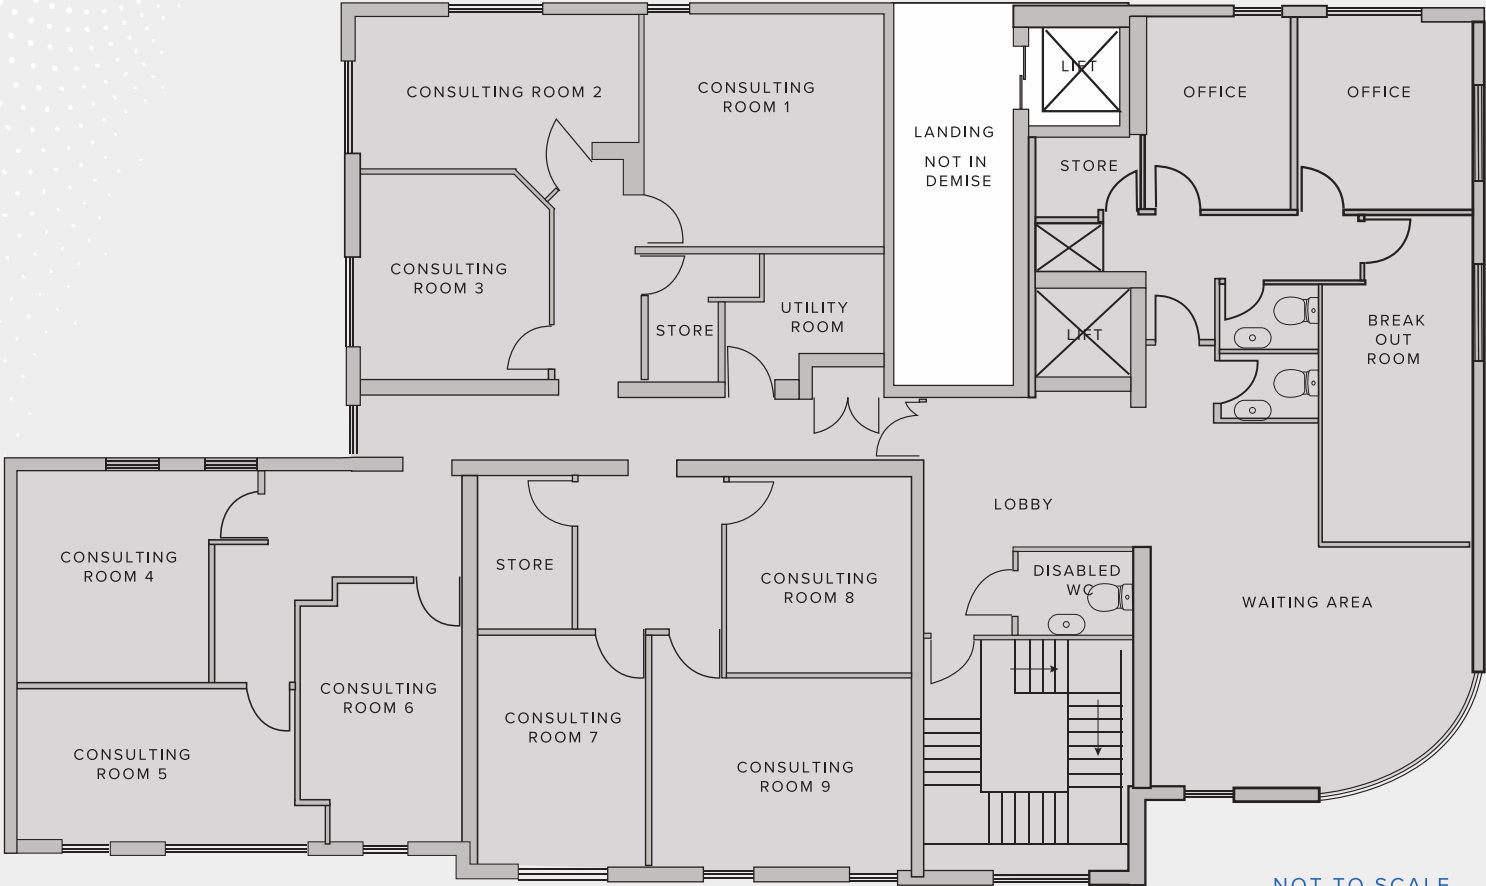 CONSULTING ROOM 2
CONSULTING
ROOM 1
LANDING
NOT IN
DEMISE
LIFT
OFFICE
OFFICE
STORE
CONSULTING
ROOM 3
STORE
UTILITY
ROOM
LIFT
BREAK
OUT
ROOM
LOBBY
CONSULTING
ROOM 4
STORE
CONSULTING
ROOM 8
DISABLED
WC
WAITING AREA
CONSULTING
ROOM 6
CONSULTING
ROOM 7
CONSULTING
ROOM 5
CONSULTING
ROOM 9
NOT TO SCALE